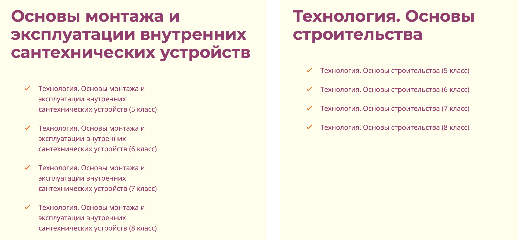 Основы монтажа и
эксплуатации внутренних
сантехнических устройств
Технология. Основы монтажа и
эксплуатации внутренних
сантехнических устройств (5 класс)
Технология. Основы монтажа и
эксплуатации внутренних
сантехнических устройств (6 класс)
Технология. Основы монтажа и
эксплуатации внутренних
сантехнических устройств (7 класс)
Технология. Основы монтажа и
эксплуатации внутренних
сантехнических устройств (8 класс)
Технология. Основы
строительства
Технология. Основы строительства (5 класс)
Технология. Основы строительства (6 класс)
Технология. Основы строительства (7 класс)
Технология. Основы строительства (8 класс)